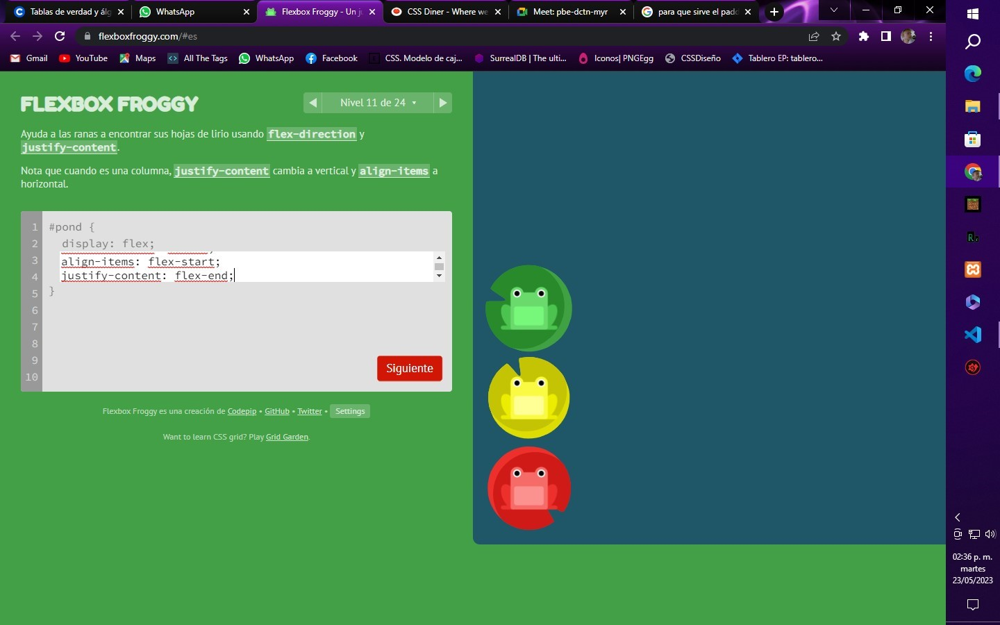 Tablas de verdad y álg
WhatsApp
Flexbox Froggy - Un j
CSS Diner - Where we
Meet: pbe-dctn-myr
para que sirve el padd
flexboxfroggy.com/#es
Gmail
YouTube
Maps
All The Tags
WhatsApp
Facebook
CSS. Modelo de caj...
SurrealDB | The ulti...
Iconos| PNGEgg
CSSDiseño
Tablero EP: tablero...
FLEXBOX FROGGY
Nivel 11 de 24
Ayuda a las ranas a encontrar sus hojas de lirio usando flex-direction y
justify-content.
Nota que cuando es una columna, justify-content cambia a vertical y align-items a
horizontal.
1 #pond {
2 display: flex;
3 align-items: flex-start;
4 justify-content: flex-end;
5 }
6
7
8
9
10
Siguiente
Flexbox Froggy es una creación de Codepip • GitHub • Twitter • Settings
Want to learn CSS grid? Play Grid Garden.
02:36 p. m.
martes
23/05/2023